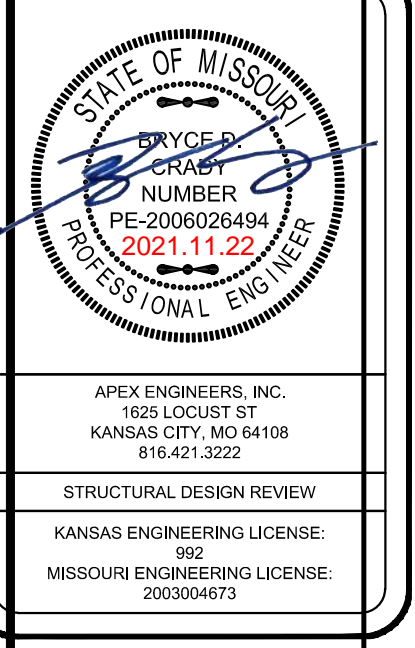 STATE OF MISSOURI
BRYCE D.
CRADY
NUMBER
PE-2006026494
2021.11.22
PROFESSIONAL ENGINEER
APEX ENGINEERS, INC.
1625 LOCUST ST
KANSAS CITY, MO 64108
816.421.3222
STRUCTURAL DESIGN REVIEW
KANSAS ENGINEERING LICENSE:
992
MISSOURI ENGINEERING LICENSE:
2003004673